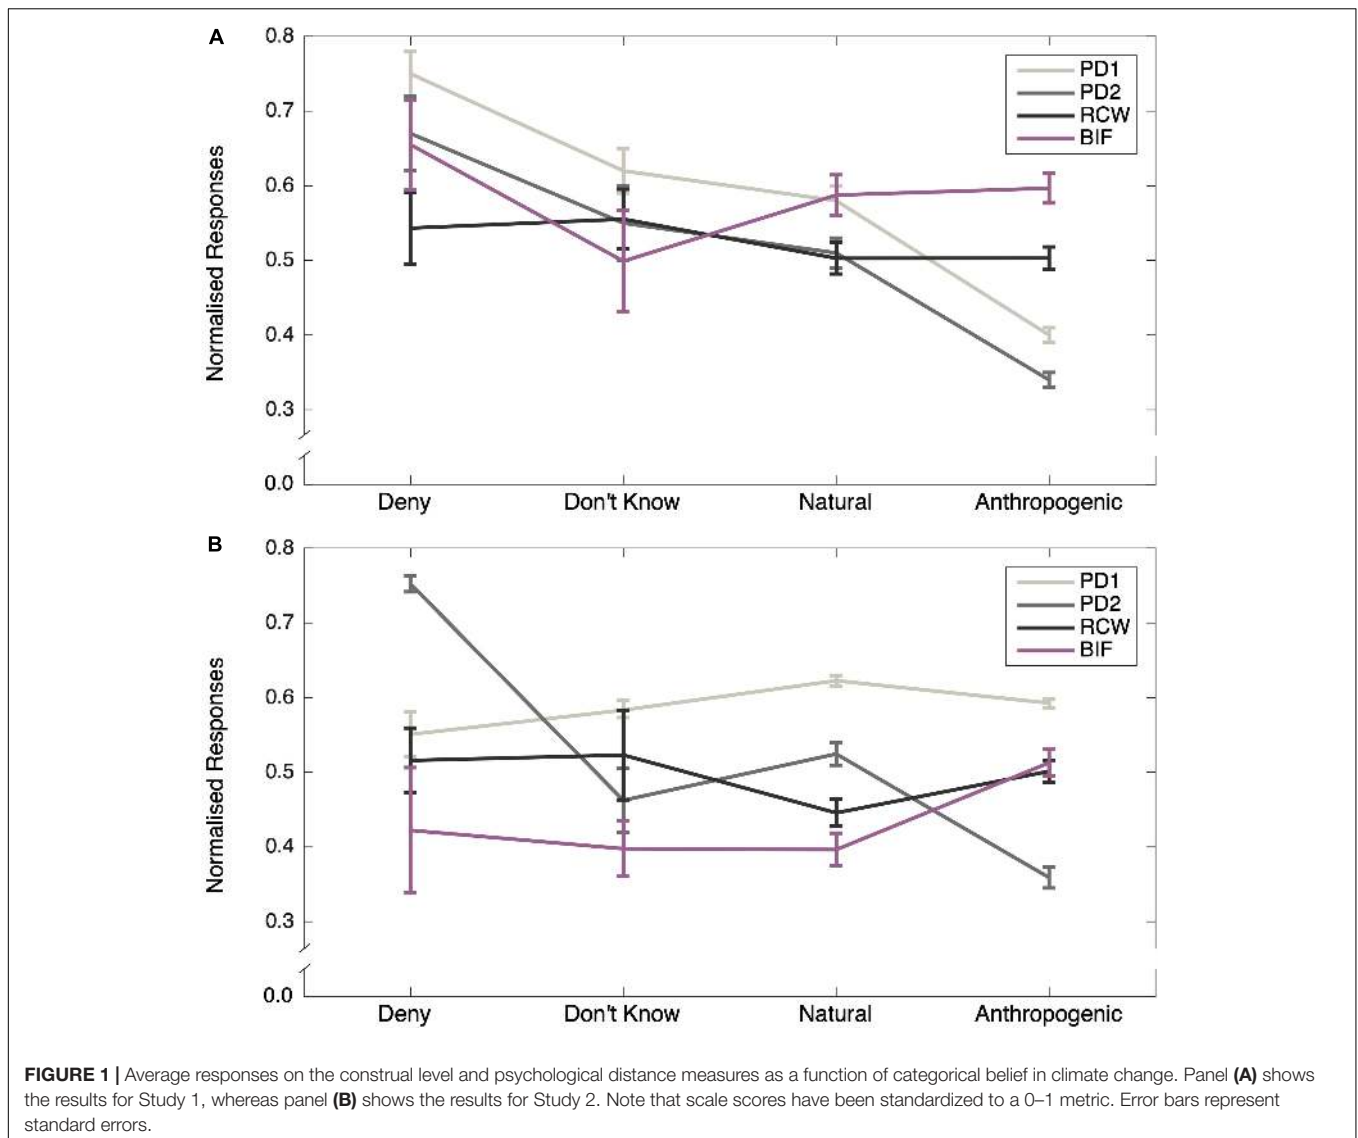 A
0.8
0.7
0.6
0.5
0.4
0.3
0.0
Normalised Responses
PD1
PD2
RCW
BIF
Deny Don't Know Natural Anthropogenic
B
0.8
0.7
0.6
0.5
0.4
0.3
0.0
Normalised Responses
PD1
PD2
RCW
BIF
Deny Don't Know Natural Anthropogenic
FIGURE 1 | Average responses on the construal level and psychological distance measures as a function of categorical belief in climate change. Panel (A) shows
the results for Study 1, whereas panel (B) shows the results for Study 2. Note that scale scores have been standardized to a 0–1 metric. Error bars represent
standard errors.